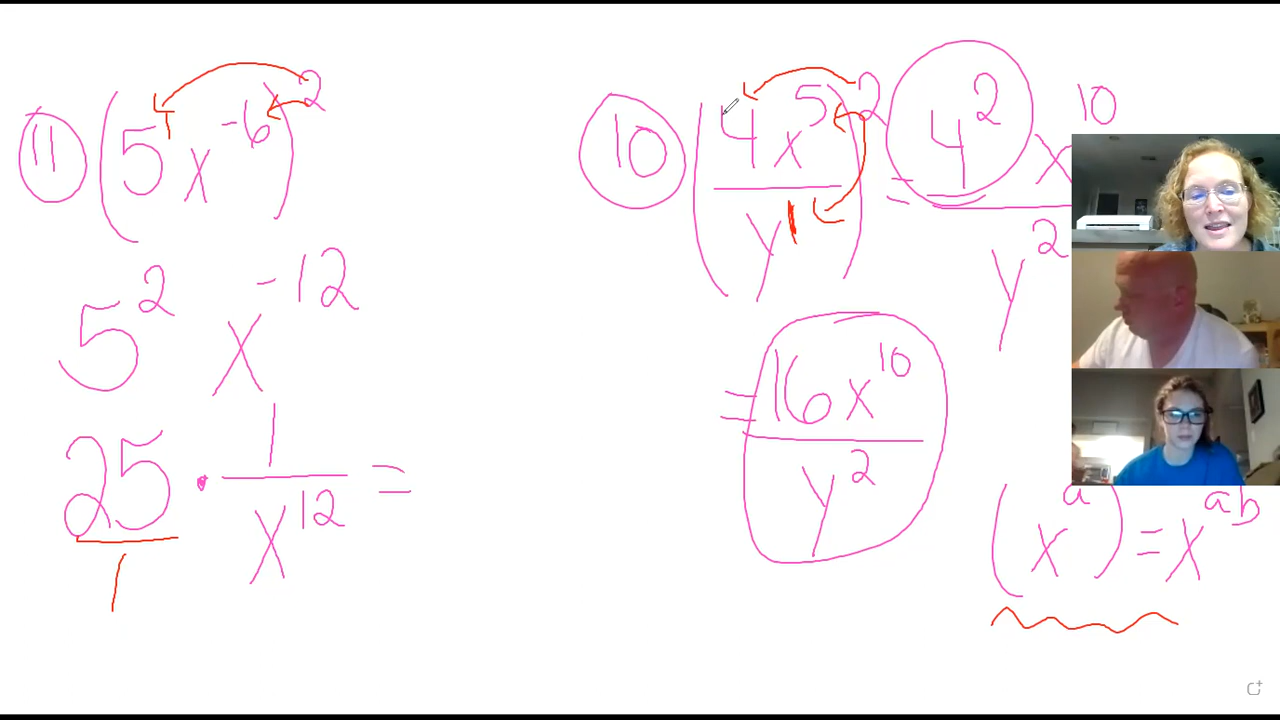 ⑪ (5x⁻⁶)²
5² x⁻¹²
25/1 · 1/x¹² =
⑩ (4x⁵/y¹)² = 4² x¹⁰/y²
= 16x¹⁰/y²
(xᵃ) = xᵃᵇ